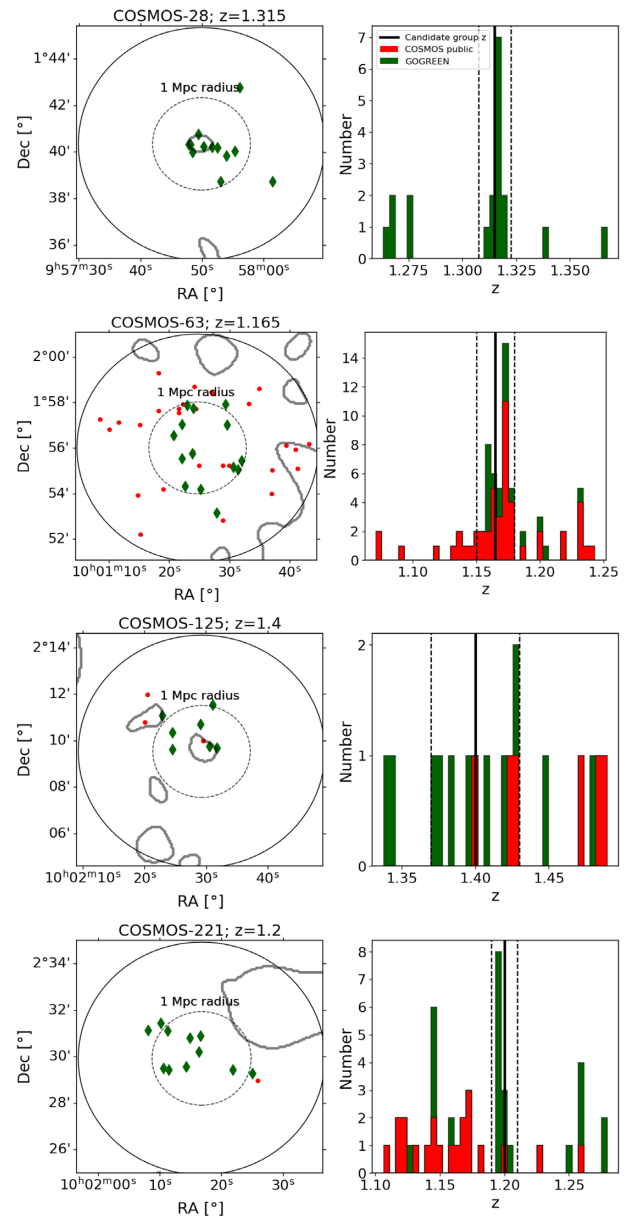 COSMOS-28; z=1.315
1 Mpc radius
Dec [°]
1°44'
42'
40'
38'
36'
9ʰ57ᵐ30ˢ 40ˢ 50ˢ 58ᵐ00ˢ
RA [°]
Candidate group z
COSMOS public
GOGREEN
Number
7
6
5
4
3
2
1
0
1.275 1.300 1.325 1.350
z
COSMOS-63; z=1.165
1 Mpc radius
Dec [°]
2°00'
1°58'
56'
54'
52'
10ʰ01ᵐ10ˢ 20ˢ 30ˢ 40ˢ
RA [°]
Number
14
12
10
8
6
4
2
0
1.10 1.15 1.20 1.25
z
COSMOS-125; z=1.4
1 Mpc radius
Dec [°]
2°14'
12'
10'
08'
06'
10ʰ02ᵐ10ˢ 20ˢ 30ˢ 40ˢ
RA [°]
Number
2
1
0
1.35 1.40 1.45
z
COSMOS-221; z=1.2
1 Mpc radius
Dec [°]
2°34'
32'
30'
28'
26'
10ʰ02ᵐ00ˢ 10ˢ 20ˢ 30ˢ
RA [°]
Number
8
7
6
5
4
3
2
1
0
1.10 1.15 1.20 1.25
z